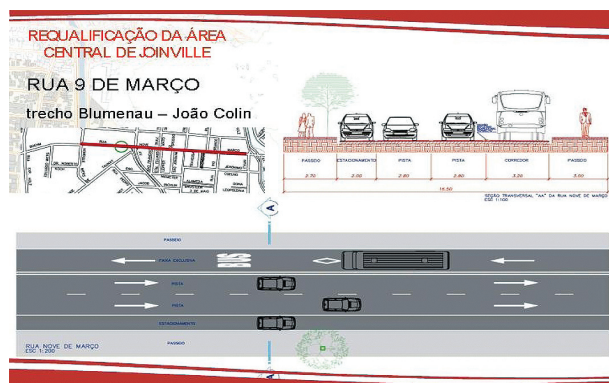 REQUALIFICAÇÃO DA ÁREA
CENTRAL DE JOINVILLE
RUA 9 DE MARÇO
trecho Blumenau – João Colin
PASSEIO
ESTACIONAMENTO
PISTA
PISTA
CORREDOR
PASSEIO
2.70
2.00
2.80
2.80
3.20
3.00
16.50
SEÇÃO TRANSVERSAL "AA" DA RUA NOVE DE MARÇO
ESC 1:100
A
PASSEIO
FAIXA EXCLUSIVA
BUS
PISTA
PISTA
ESTACIONAMENTO
PASSEIO
RUA NOVE DE MARÇO
ESC 1:200
A